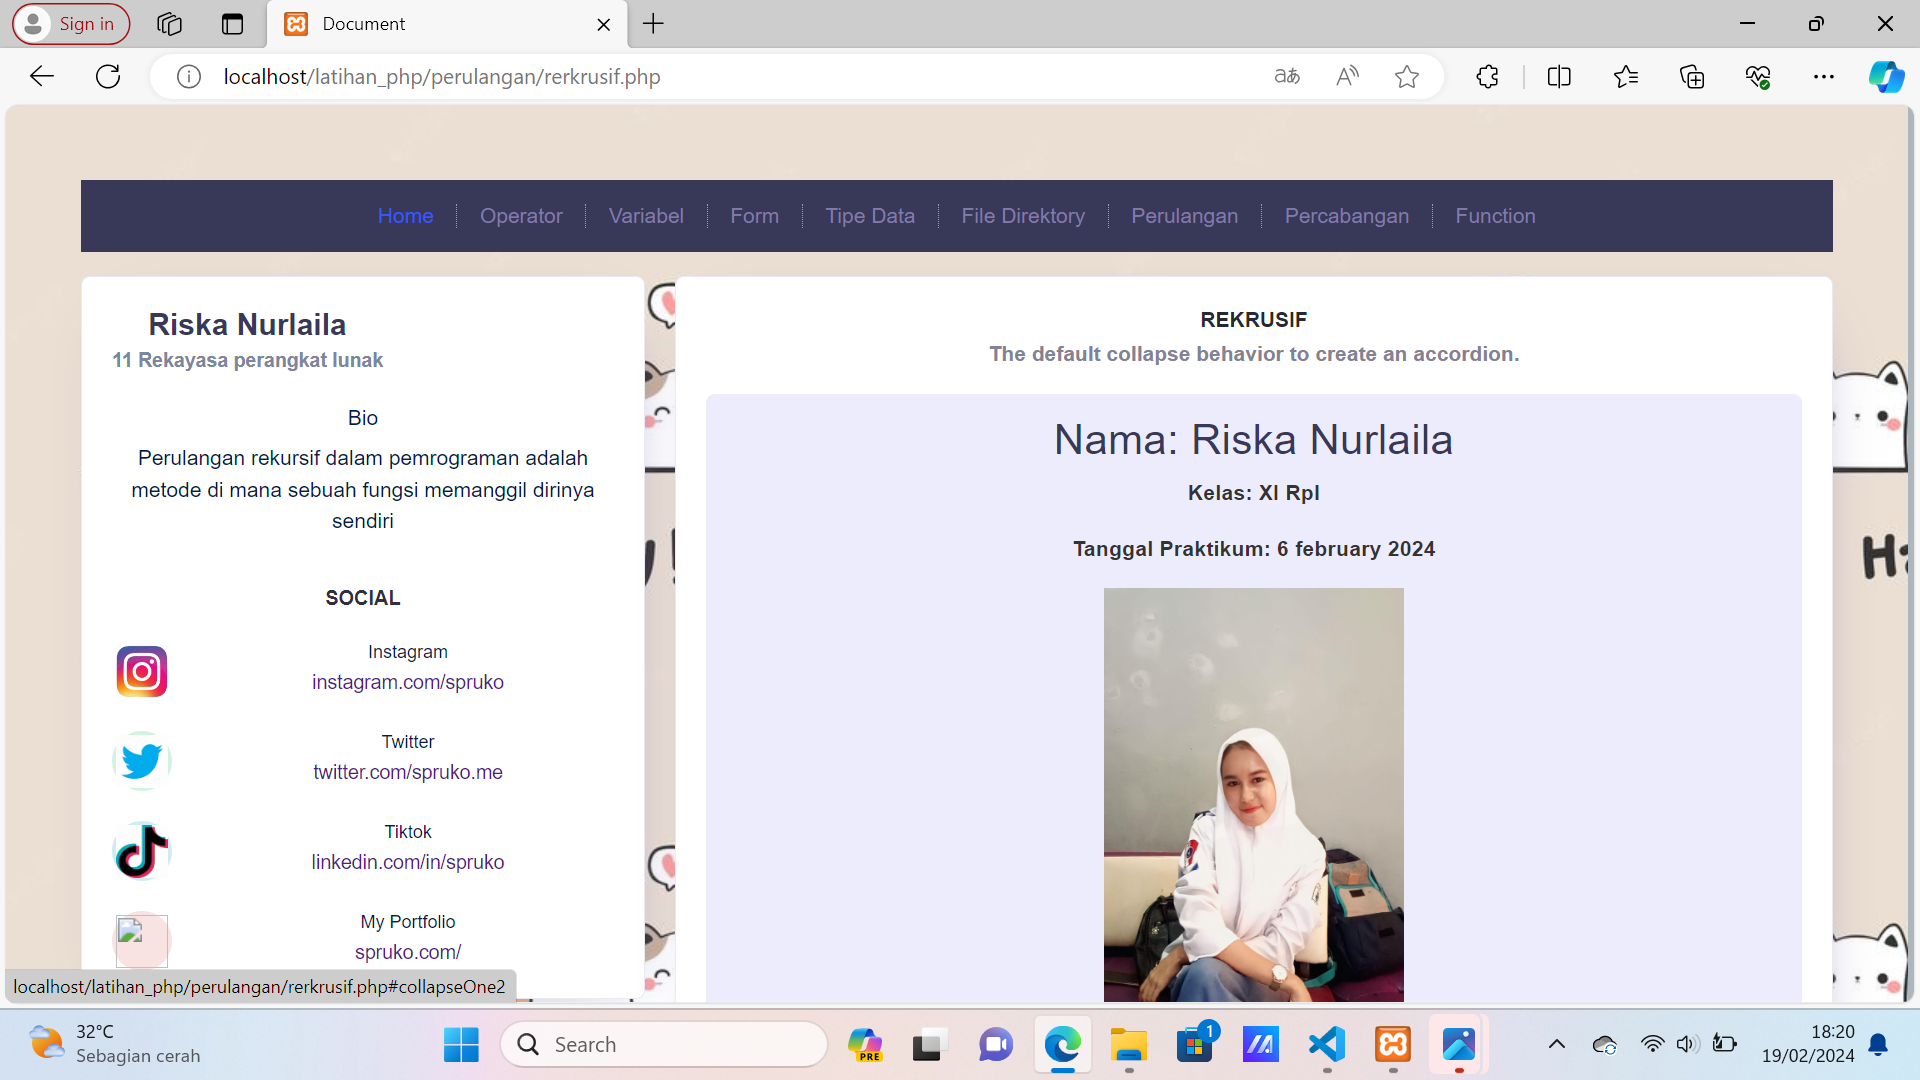 Sign in
Document
localhost/latihan_php/perulangan/rerkrusif.php
aあ
Home
Operator
Variabel
Form
Tipe Data
File Direktory
Perulangan
Percabangan
Function
Riska Nurlaila
11 Rekayasa perangkat lunak
Bio
Perulangan rekursif dalam pemrograman adalah
metode di mana sebuah fungsi memanggil dirinya
sendiri
SOCIAL
Instagram
instagram.com/spruko
Twitter
twitter.com/spruko.me
Tiktok
linkedin.com/in/spruko
My Portfolio
spruko.com/
REKRUSIF
The default collapse behavior to create an accordion.
Nama: Riska Nurlaila
Kelas: XI Rpl
Tanggal Praktikum: 6 february 2024
localhost/latihan_php/perulangan/rerkrusif.php#collapseOne2
32°C
Sebagian cerah
Search
PRE
1
18:20
19/02/2024